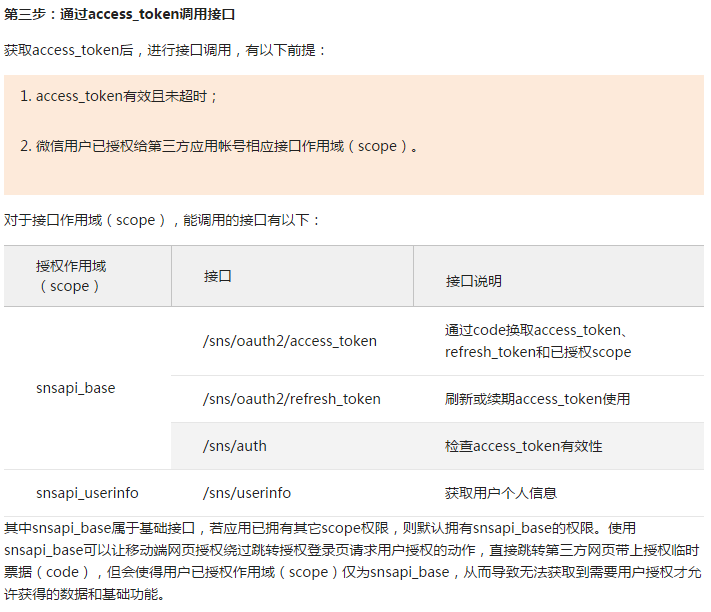 第三步：通过access_token调用接口
获取access_token后，进行接口调用，有以下前提：
1. access_token有效且未超时；
2. 微信用户已授权给第三方应用帐号相应接口作用域（scope）。
对于接口作用域（scope），能调用的接口有以下：
授权作用域
（scope）
接口
接口说明
snsapi_base
/sns/oauth2/access_token
通过code换取access_token、
refresh_token和已授权scope
/sns/oauth2/refresh_token
刷新或续期access_token使用
/sns/auth
检查access_token有效性
snsapi_userinfo
/sns/userinfo
获取用户个人信息
其中snsapi_base属于基础接口，若应用已拥有其它scope权限，则默认拥有snsapi_base的权限。使用
snsapi_base可以让移动端网页授权绕过跳转授权登录页请求用户授权的动作，直接跳转第三方网页带上授权临时
票据（code），但会使得用户已授权作用域（scope）仅为snsapi_base，从而导致无法获取到需要用户授权才允
许获得的数据和基础功能。